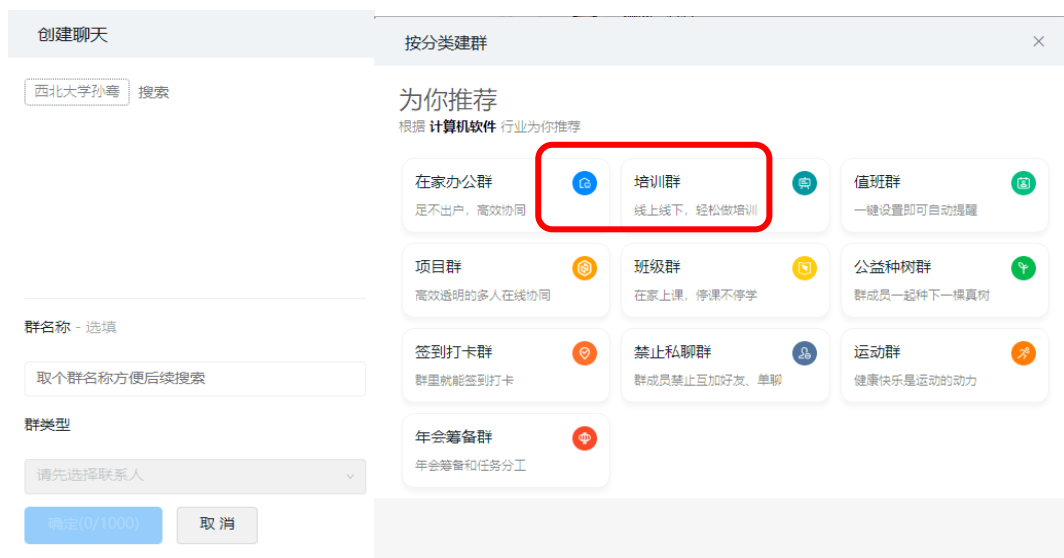 创建聊天
西北大学孙骞 搜索
群名称 - 选填
取个群名称方便后续搜索
群类型
请先选择联系人
确定(0/1000) 取 消
按分类建群
为你推荐
根据 计算机软件 行业为你推荐
在家办公群
足不出户，高效协同
培训群
线上线下，轻松做培训
值班群
一键设置即可自动提醒
项目群
高效透明的多人在线协同
班级群
在家上课，停课不停学
公益种树群
群成员一起种下一棵真树
签到打卡群
群里就能签到打卡
禁止私聊群
群成员禁止互加好友、单聊
运动群
健康快乐是运动的动力
年会筹备群
年会筹备和任务分工